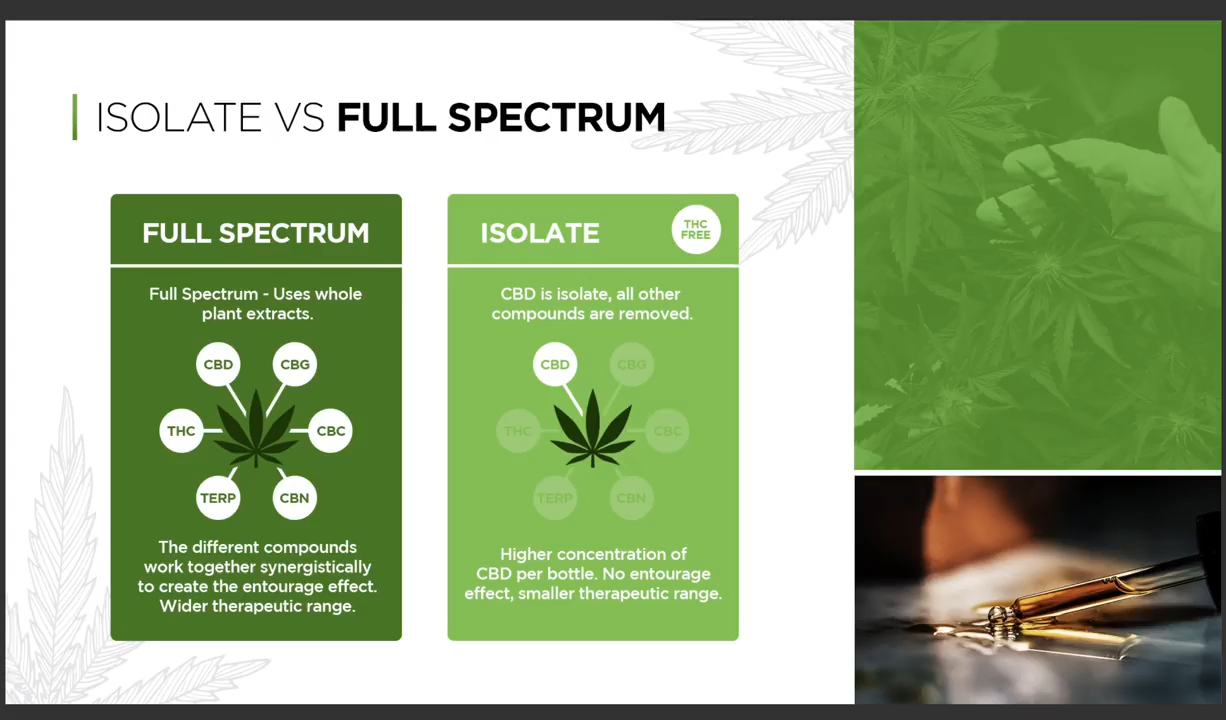 ISOLATE VS FULL SPECTRUM
FULL SPECTRUM
Full Spectrum - Uses whole
plant extracts.
CBD
CBG
THC
CBC
TERP
CBN
The different compounds
work together synergistically
to create the entourage effect.
Wider therapeutic range.
ISOLATE
THC
FREE
CBD is isolate, all other
compounds are removed.
CBD
CBG
THC
CBC
TERP
CBN
Higher concentration of
CBD per bottle. No entourage
effect, smaller therapeutic range.